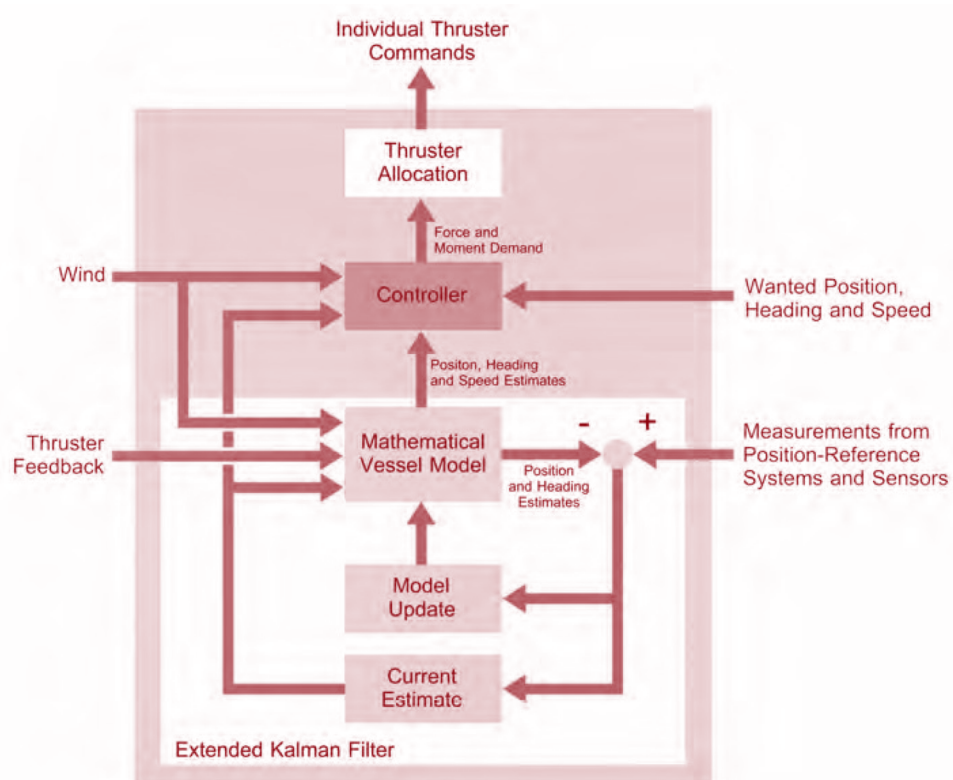 Individual Thruster
Commands
Thruster
Allocation
Force and
Moment Demand
Wind
Controller
Wanted Position,
Heading and Speed
Positon, Heading
and Speed Estimates
- +
Thruster
Feedback
Mathematical
Vessel Model
Position
and Heading
Estimates
Measurements from
Position-Reference
Systems and Sensors
Model
Update
Current
Estimate
Extended Kalman Filter